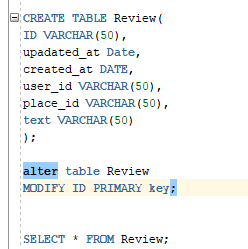 CREATE TABLE Review(
ID VARCHAR(50),
upadated_at Date,
created_at DATE,
user_id VARCHAR(50),
place_id VARCHAR(50),
text VARCHAR(50)
);
alter table Review
MODIFY ID PRIMARY key;
SELECT * FROM Review;